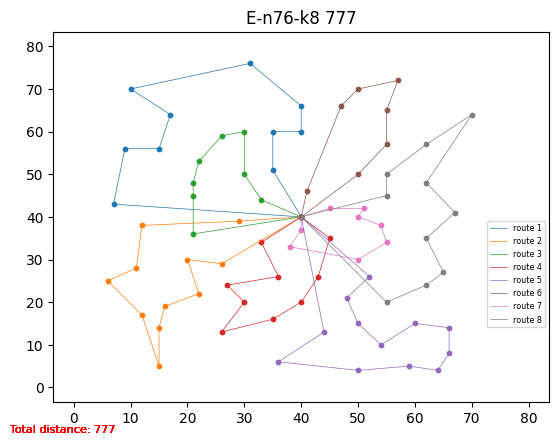 E-n76-k8 777
80
70
60
50
40
30
20
10
0
0 10 20 30 40 50 60 70 80
route 1
route 2
route 3
route 4
route 5
route 6
route 7
route 8
Total distance: 777